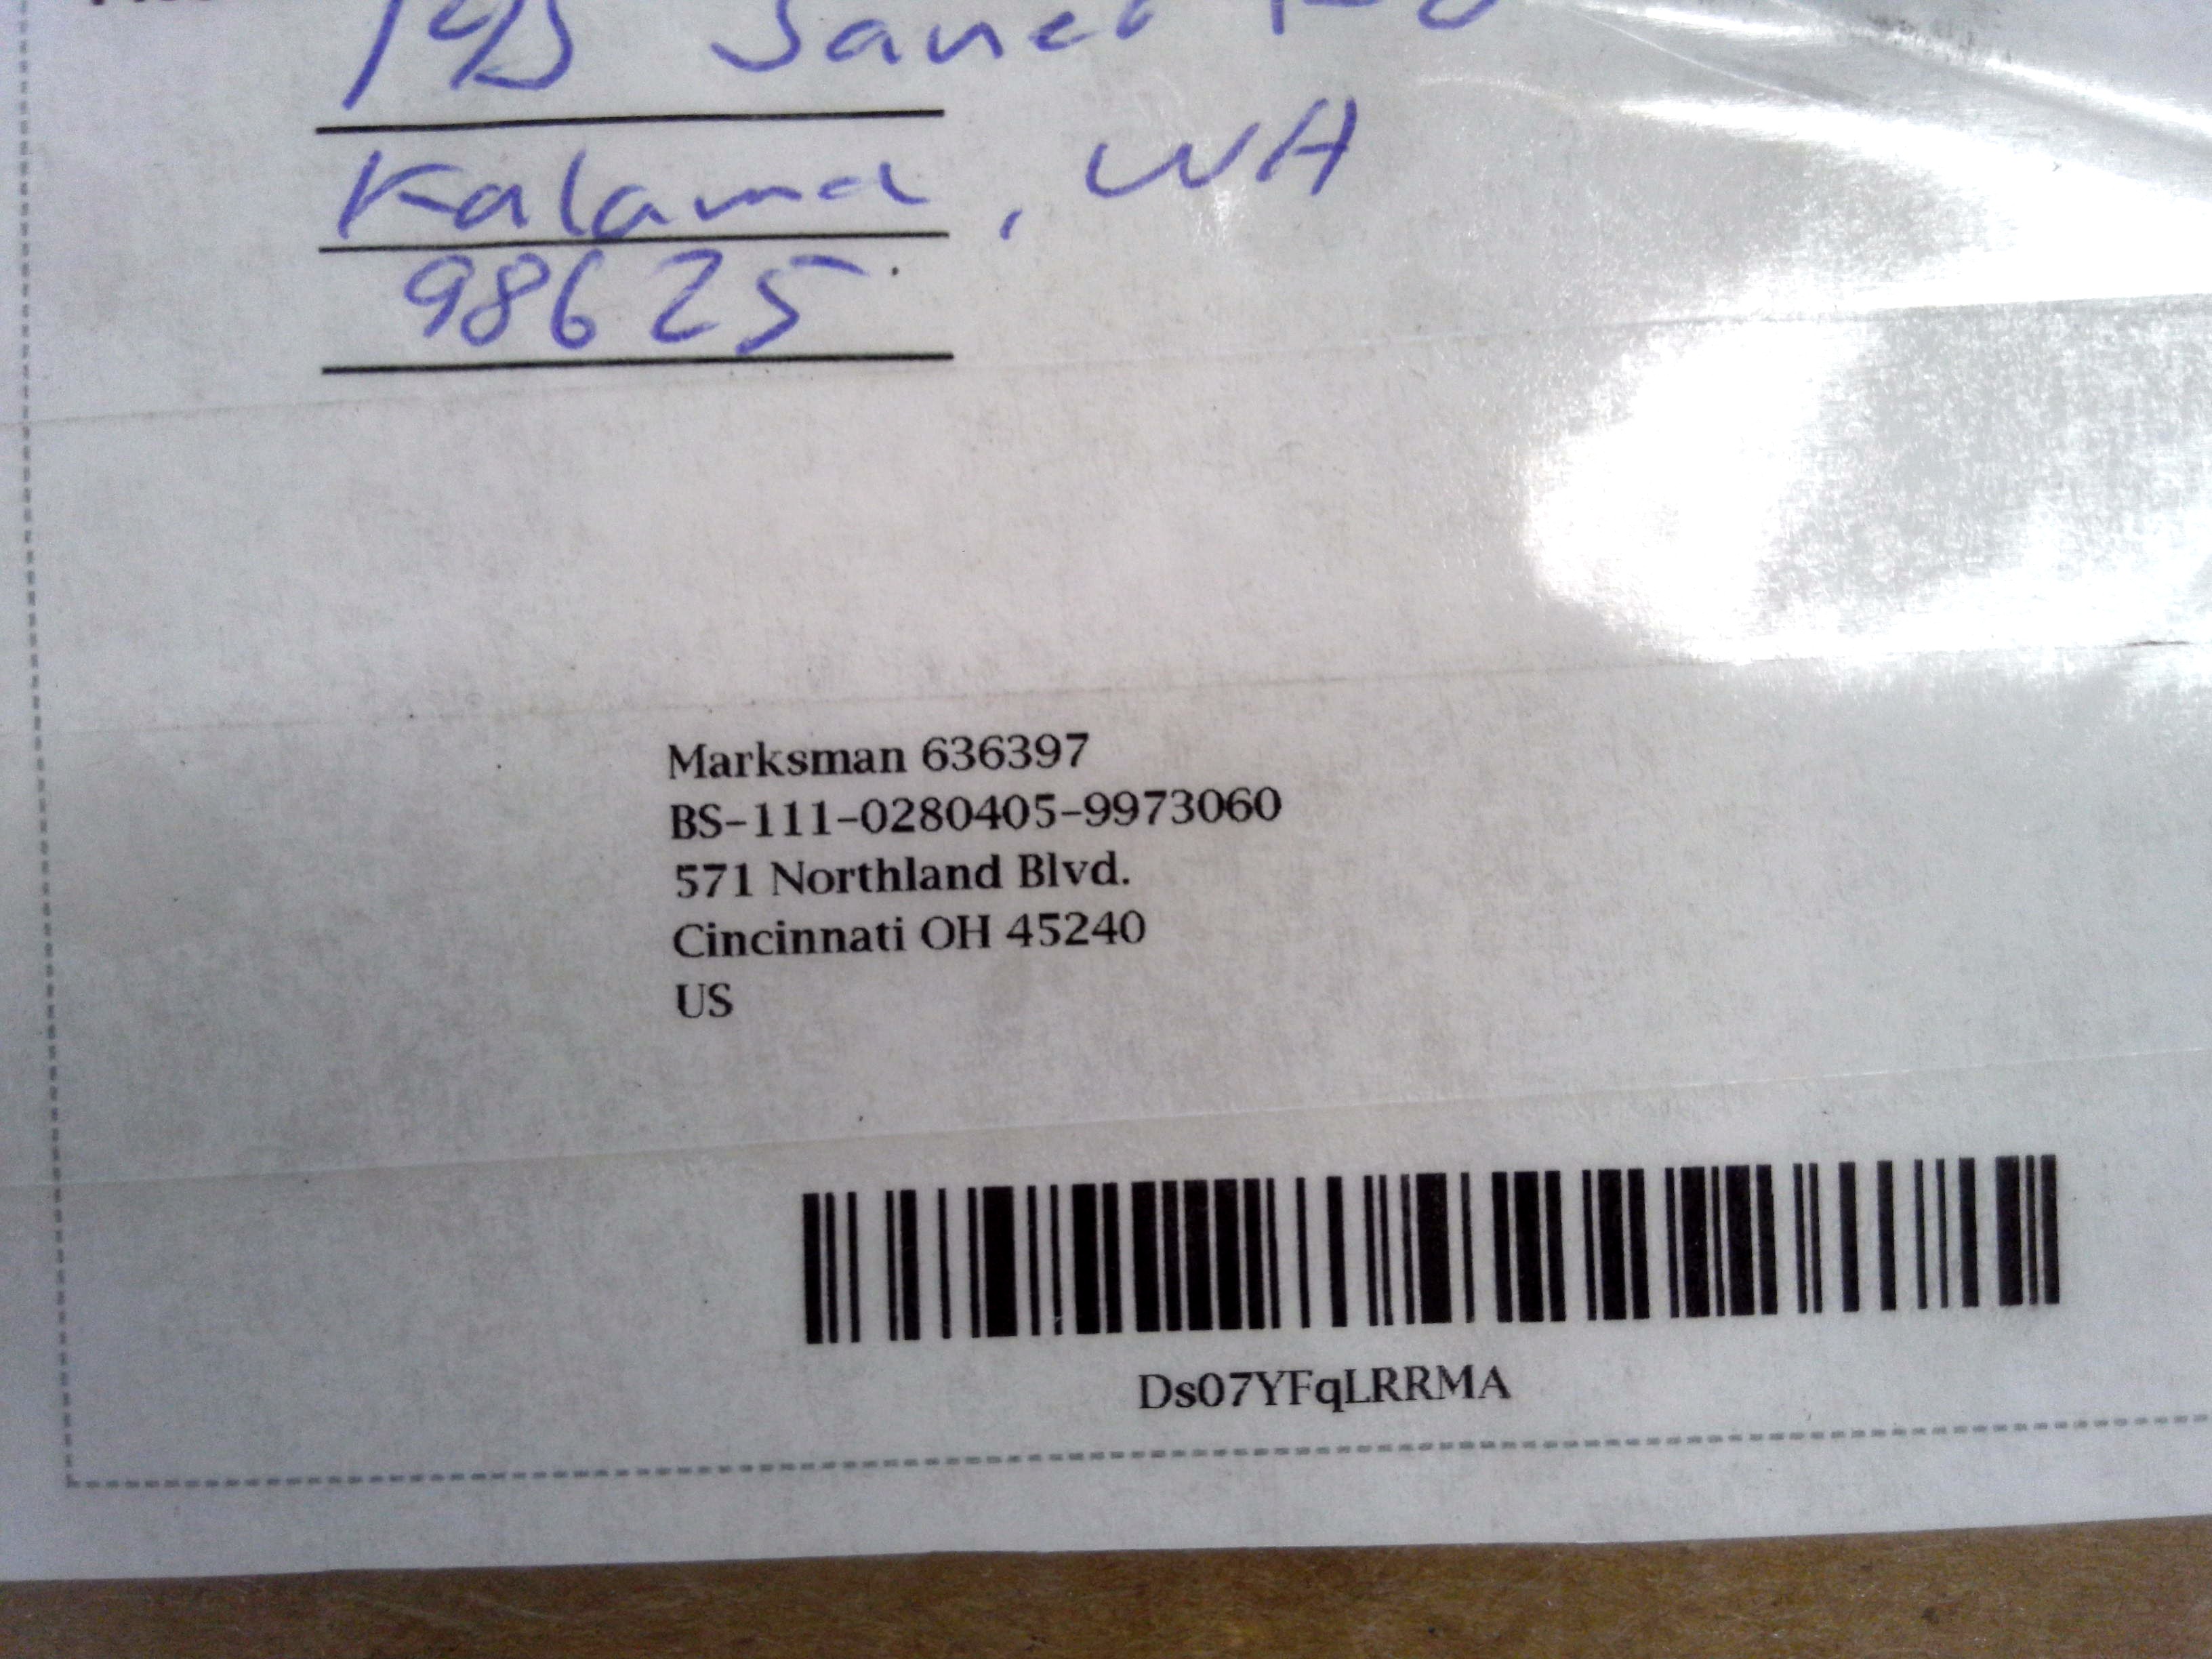 Kalama, WA
98625
Marksman 636397
BS-111-0280405-9973060
571 Northland Blvd.
Cincinnati OH 45240
US
Ds07YFqLRRMA